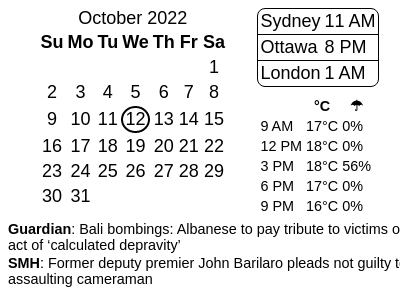 October 2022
Su Mo Tu We Th Fr Sa
1
2 3 4 5 6 7 8
9 10 11 12 13 14 15
16 17 18 19 20 21 22
23 24 25 26 27 28 29
30 31
Sydney 11 AM
Ottawa 8 PM
London 1 AM
°C ☂
9 AM 17°C 0%
12 PM 18°C 0%
3 PM 18°C 56%
6 PM 17°C 0%
9 PM 16°C 0%
Guardian: Bali bombings: Albanese to pay tribute to victims o
act of ‘calculated depravity’
SMH: Former deputy premier John Barilaro pleads not guilty t
assaulting cameraman